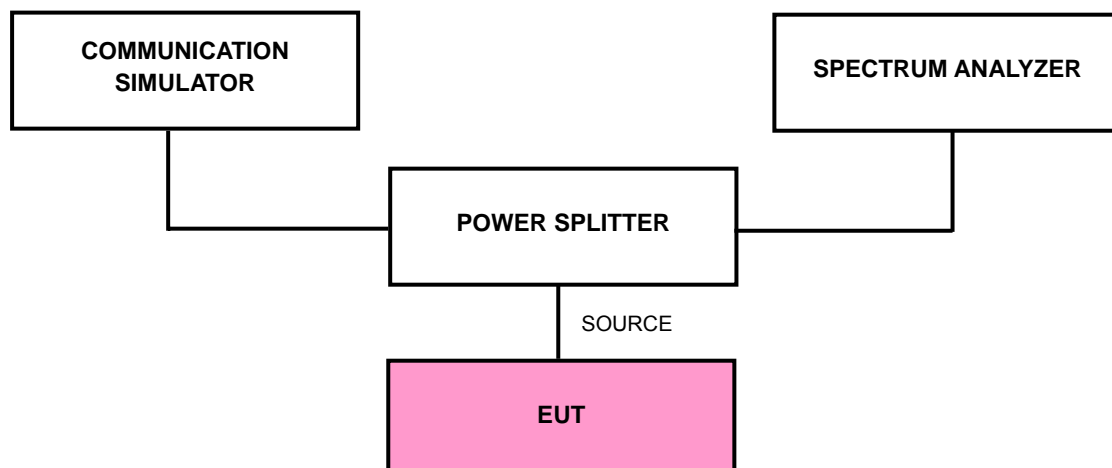 COMMUNICATION
SIMULATOR
SPECTRUM ANALYZER
POWER SPLITTER
SOURCE
EUT